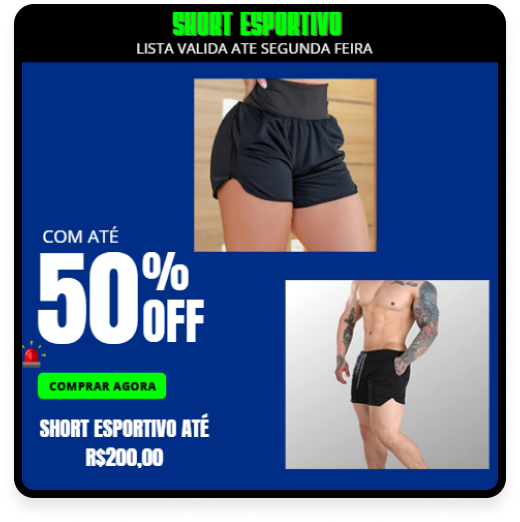 SHORT ESPORTIVO
LISTA VALIDA ATE SEGUNDA FEIRA
COM ATÉ
50% OFF
COMPRAR AGORA
SHORT ESPORTIVO ATÉ
R$200,00